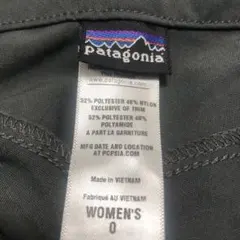 patagonia
www.patagonia.com
52% POLYESTER 48% NYLON
EXCLUSIVE OF TRIM
52% POLYESTER 48%
POLYAMIDE
A PART LA GARNITURE
MFG DATE AND LOCATION
AT PCPSIA.COM
MADE IN VIETNAM
Fabriqué AU VIETNAM
WOMEN'S
0